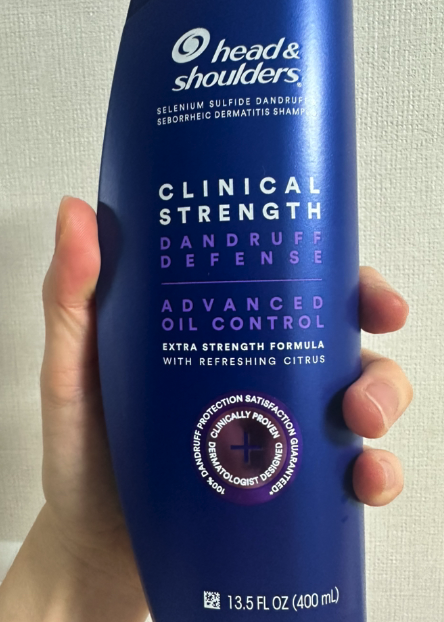 head &
shoulders
SELENIUM SULFIDE DANDRUFF
SEBORRHEIC DERMATITIS SHAMP
CLINICAL
STRENGTH
DANDRUFF
DEFENSE
ADVANCED
OIL CONTROL
EXTRA STRENGTH FORMULA
WITH REFRESHING CITRUS
100% DANDRUFF PROTECTION SATISFACTION GUARANTEED*
CLINICALLY PROVEN
DERMATOLOGIST DESIGNED
13.5 FL OZ (400 mL)